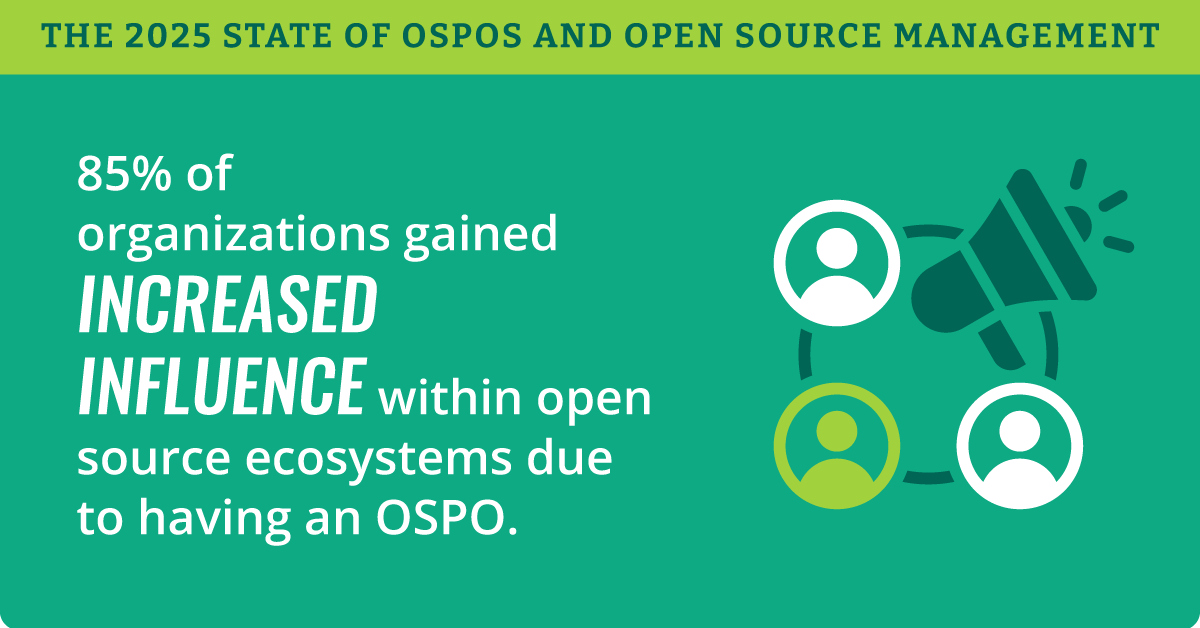 THE 2025 STATE OF OSPOS AND OPEN SOURCE MANAGEMENT
85% of
organizations gained
INCREASED
INFLUENCE within open
source ecosystems due
to having an OSPO.